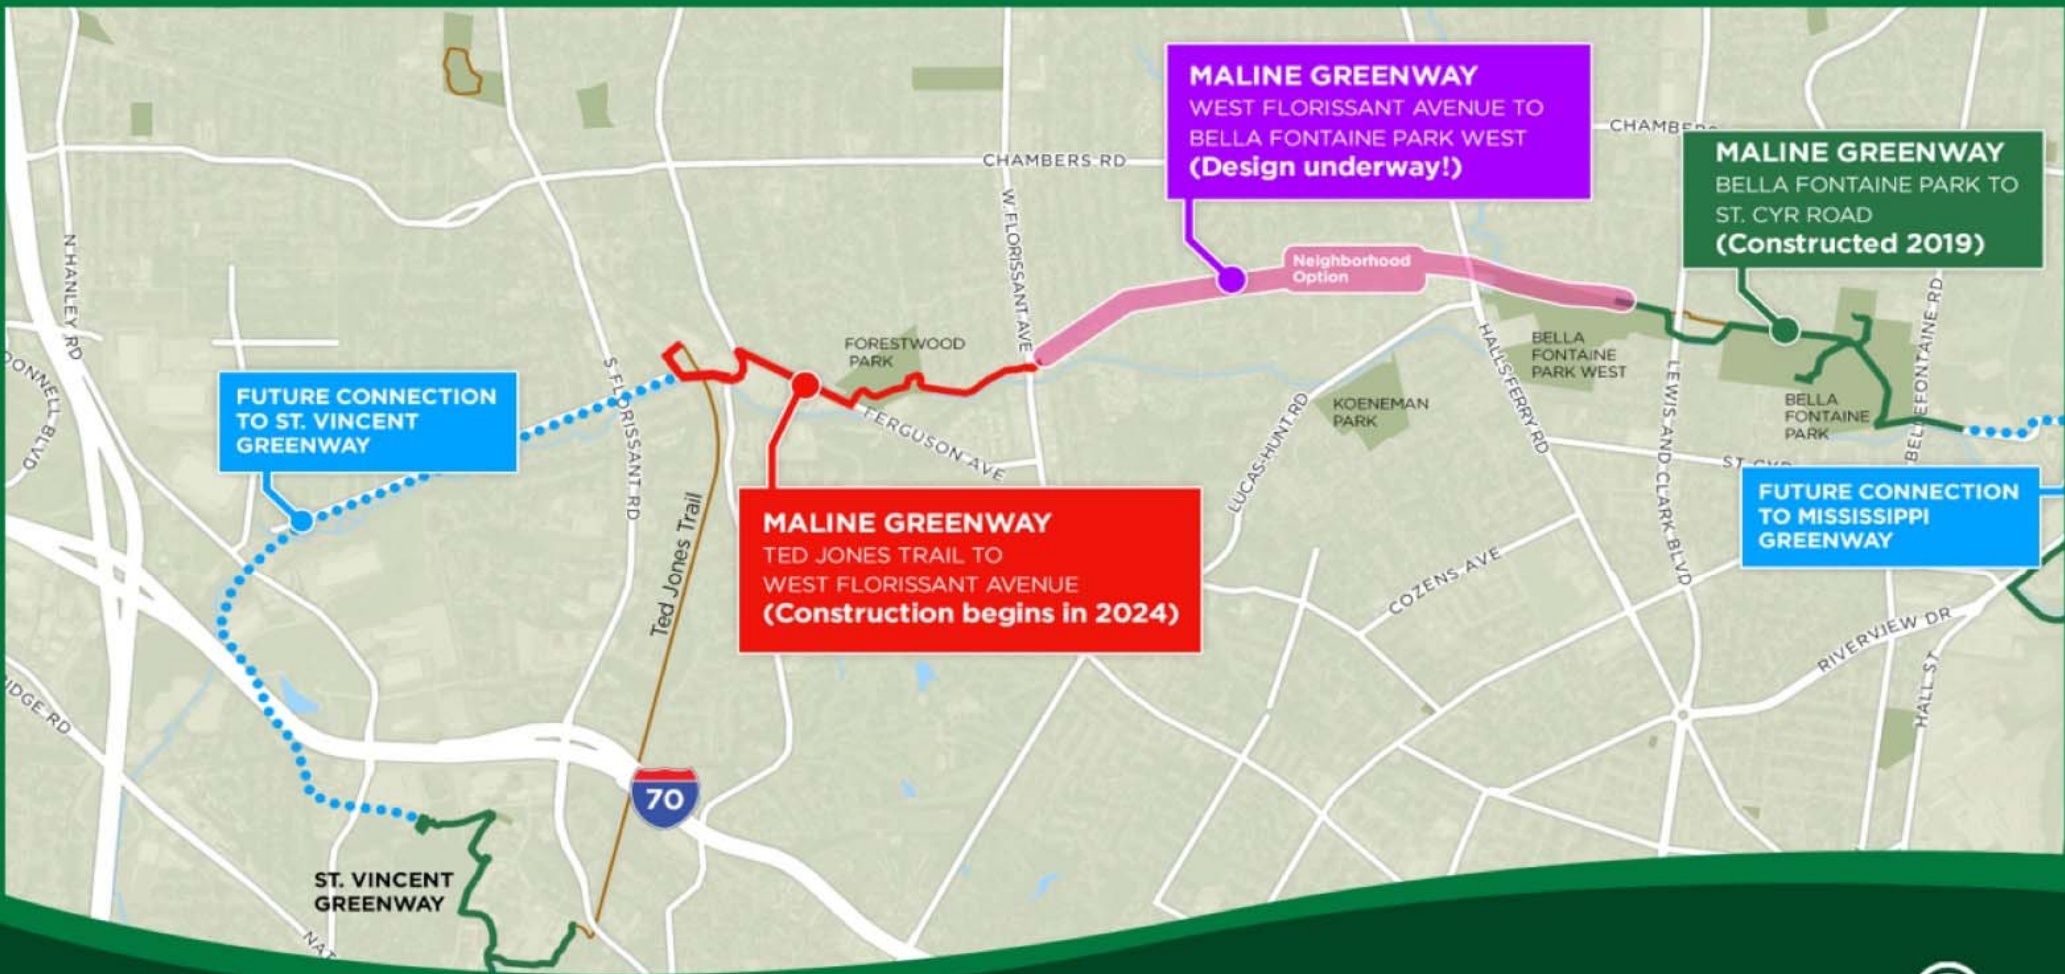 MALINE GREENWAY
WEST FLORISSANT AVENUE TO
BELLA FONTAINE PARK WEST
(Design underway!)
CHAMBERS RD
MALINE GREENWAY
BELLA FONTAINE PARK TO
ST. CYR ROAD
(Constructed 2019)
N HANLEY RD
W. FLORISSANT AVE
Neighborhood
Option
FORESTWOOD
PARK
BELLA
FONTAINE
PARK WEST
BELLEFONTAINE RD
S FLORISSANT RD
FUTURE CONNECTION
TO ST. VINCENT
GREENWAY
FERGUSON AVE
KOENEMAN
PARK
HALLS FERRY RD
LEWIS AND CLARK BLVD
BELLA
FONTAINE
PARK
LUCAS-HUNT RD
FUTURE CONNECTION
TO MISSISSIPPI
GREENWAY
Ted Jones Trail
MALINE GREENWAY
TED JONES TRAIL TO
WEST FLORISSANT AVENUE
(Construction begins in 2024)
COZENS AVE
RIVERVIEW DR
HALL ST
70
ST. VINCENT
GREENWAY